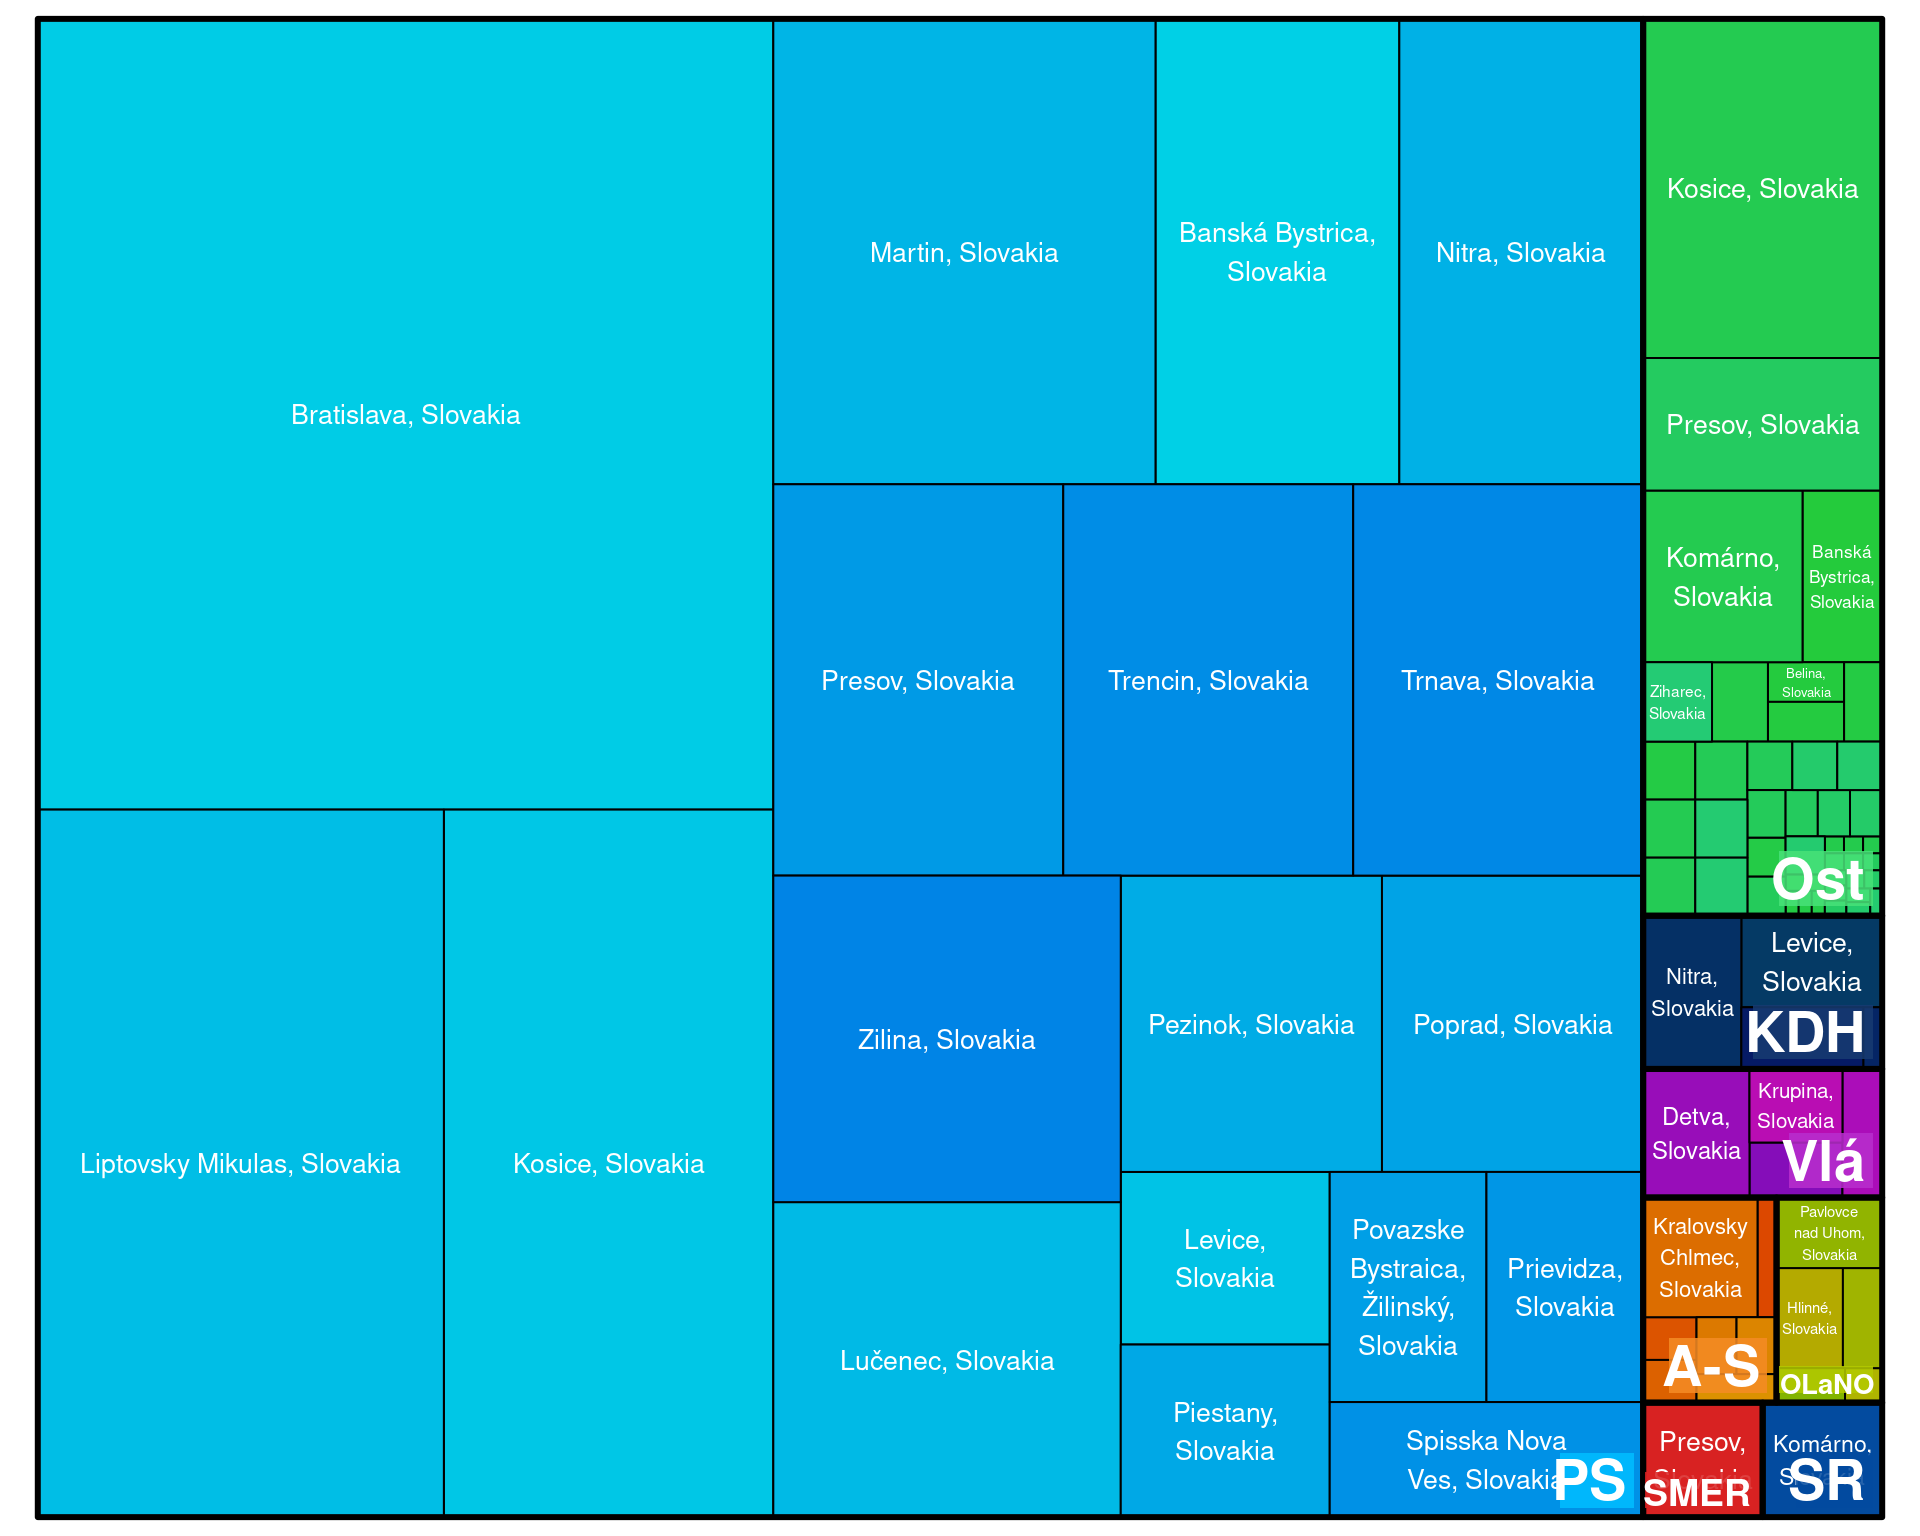 Bratislava, Slovakia
Liptovsky Mikulas, Slovakia
Kosice, Slovakia
Martin, Slovakia
Banská Bystrica,
Slovakia
Nitra, Slovakia
Presov, Slovakia
Trencin, Slovakia
Trnava, Slovakia
Zilina, Slovakia
Lučenec, Slovakia
Pezinok, Slovakia
Poprad, Slovakia
Levice,
Slovakia
Piestany,
Slovakia
Povazske
Bystraica,
Žilinský,
Slovakia
Prievidza,
Slovakia
Spisska Nova
Ves, Slovakia
PS
Kosice, Slovakia
Presov, Slovakia
Komárno,
Slovakia
Banská
Bystrica,
Slovakia
Ziharec,
Slovakia
Belina,
Slovakia
Ost
Nitra,
Slovakia
Levice,
Slovakia
KDH
Detva,
Slovakia
Krupina,
Slovakia
Vlá
Kralovsky
Chlmec,
Slovakia
A-S
Pavlovce
nad Uhom,
Slovakia
Hlinné,
Slovakia
OLaNO
Presov,
Slovakia
SMER
Komárno,
SR